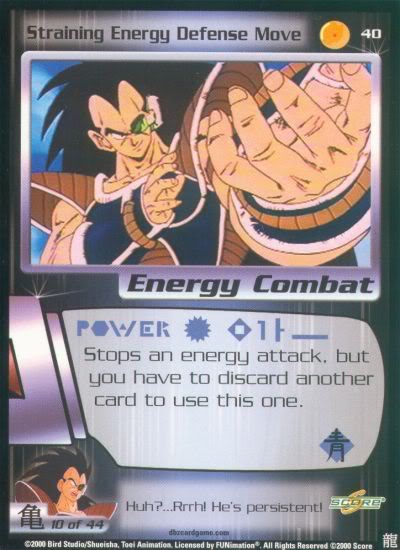 Straining Energy Defense Move 40
Energy Combat
POWER
Stops an energy attack, but
you have to discard another
card to use this one.
青
亀 10 of 44
Huh?...Rrrh! He's persistent!
SCORE
dbzcardgame.com
©2000 Bird Studio/Shueisha, Toei Animation. Licensed by FUNimation®. All Rights Reserved ©2000 Score
龍